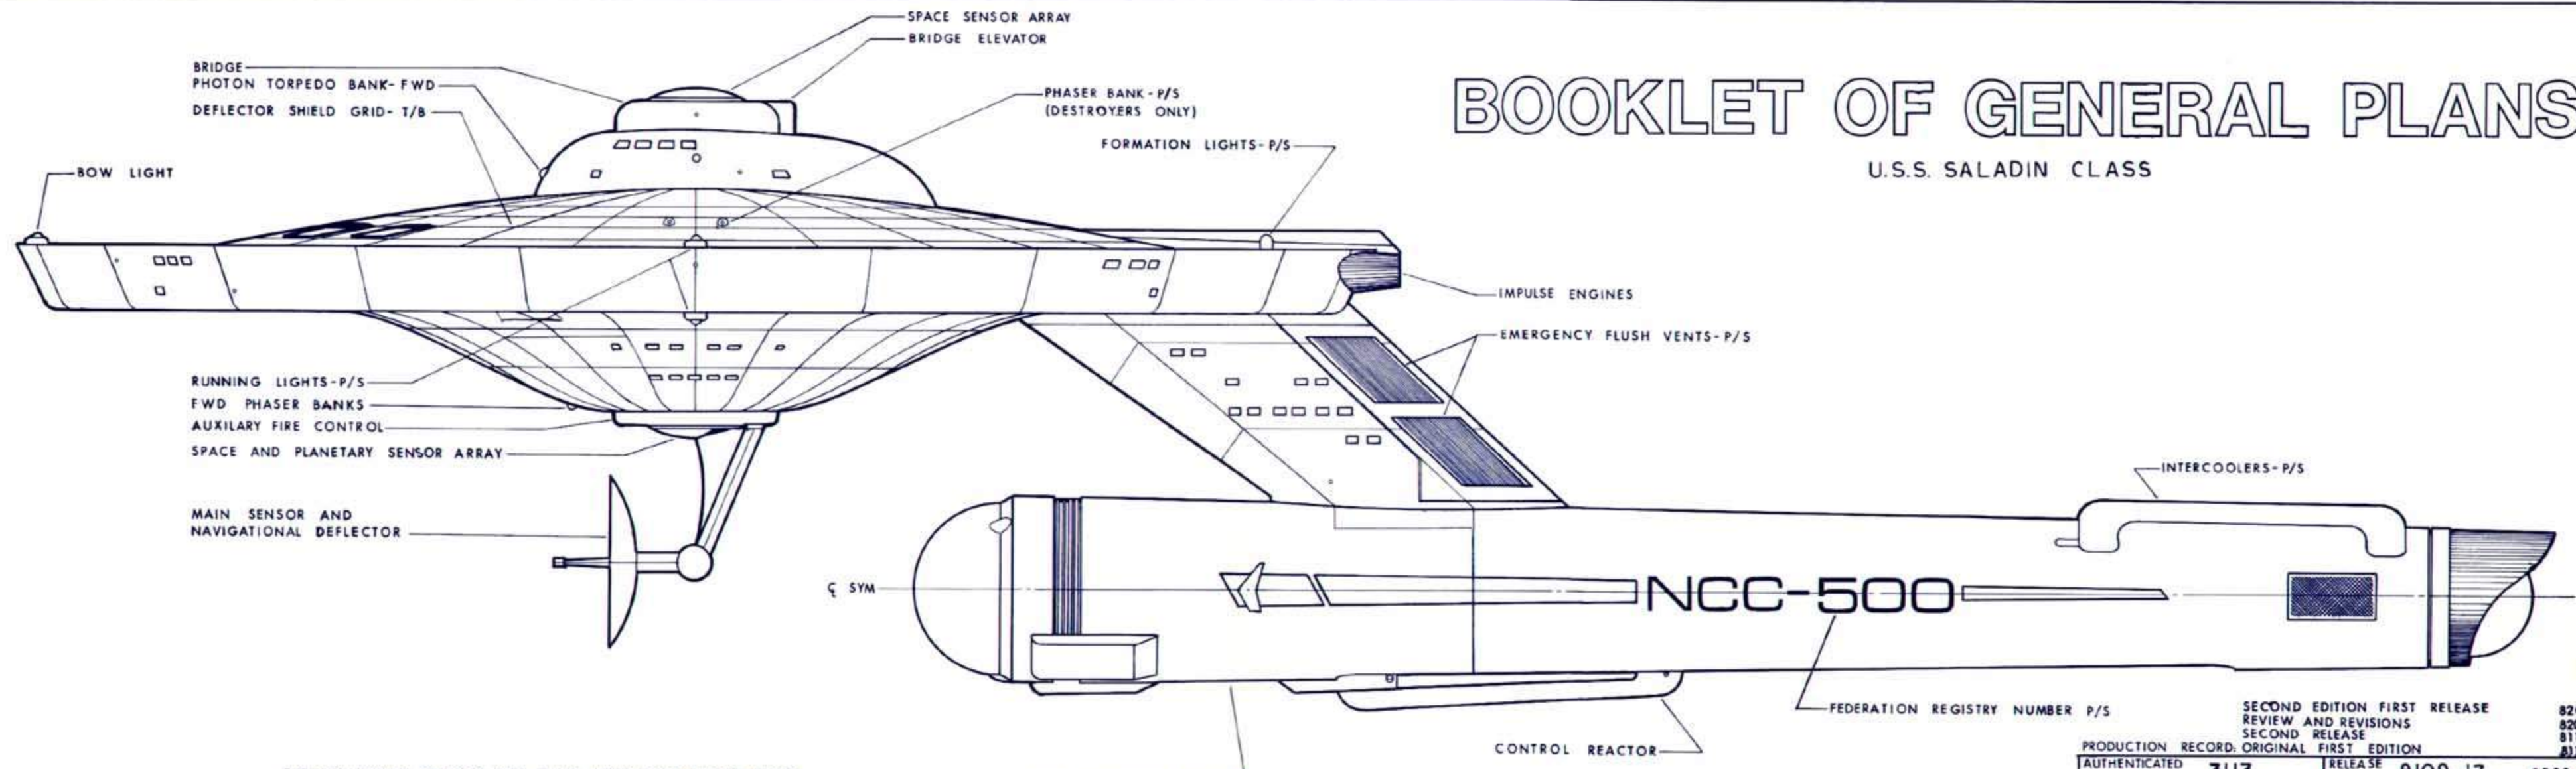 SPACE SENSOR ARRAY
BRIDGE ELEVATOR
BRIDGE
PHOTON TORPEDO BANK-FWD
DEFLECTOR SHIELD GRID-T/B
PHASER BANK-P/S
(DESTROYERS ONLY)
FORMATION LIGHTS-P/S
BOW LIGHT
BOOKLET OF GENERAL PLANS
U.S.S. SALADIN CLASS
IMPULSE ENGINES
EMERGENCY FLUSH VENTS-P/S
RUNNING LIGHTS-P/S
FWD PHASER BANKS
AUXILARY FIRE CONTROL
SPACE AND PLANETARY SENSOR ARRAY
MAIN SENSOR AND
NAVIGATIONAL DEFLECTOR
INTERCOOLERS-P/S
SYM
NCC-500
FEDERATION REGISTRY NUMBER P/S
CONTROL REACTOR
SECOND EDITION FIRST RELEASE
REVIEW AND REVISIONS
SECOND RELEASE
PRODUCTION RECORD: ORIGINAL FIRST EDITION
AUTHENTICATED
RELEASE